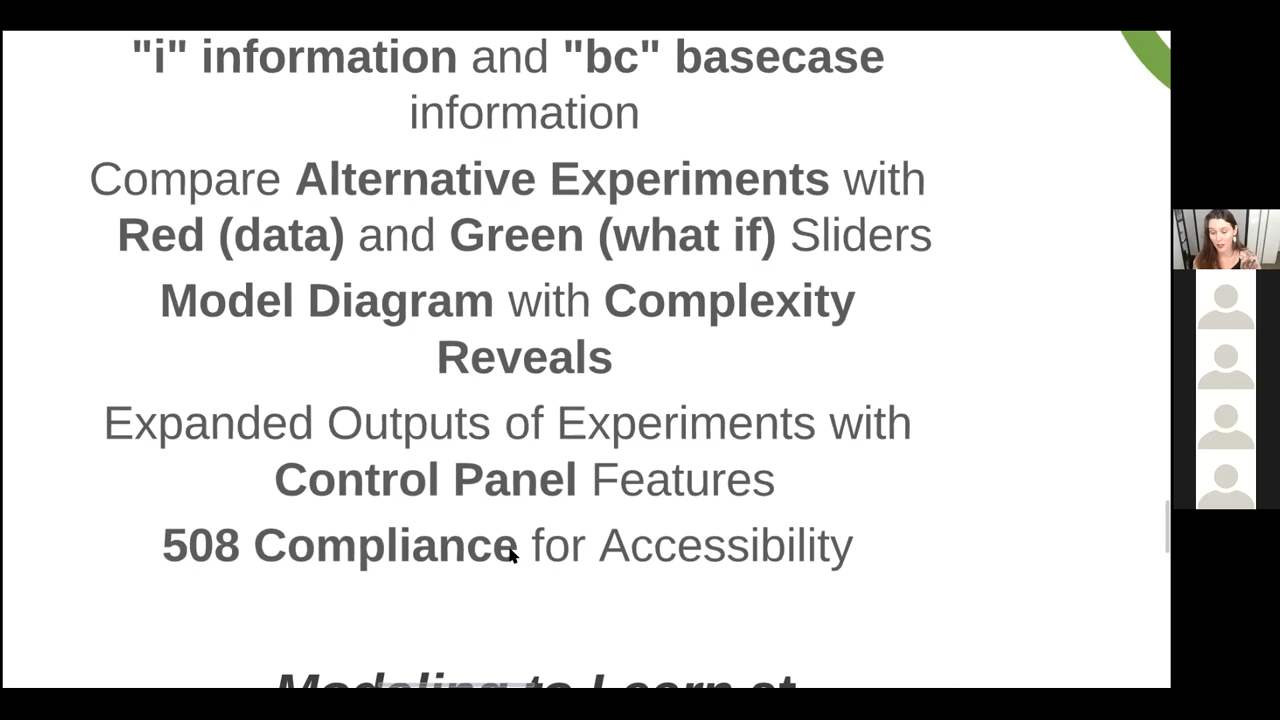 "i" information and "bc" basecase
information
Compare Alternative Experiments with
Red (data) and Green (what if) Sliders
Model Diagram with Complexity
Reveals
Expanded Outputs of Experiments with
Control Panel Features
508 Compliance for Accessibility
Modeling to Learn at